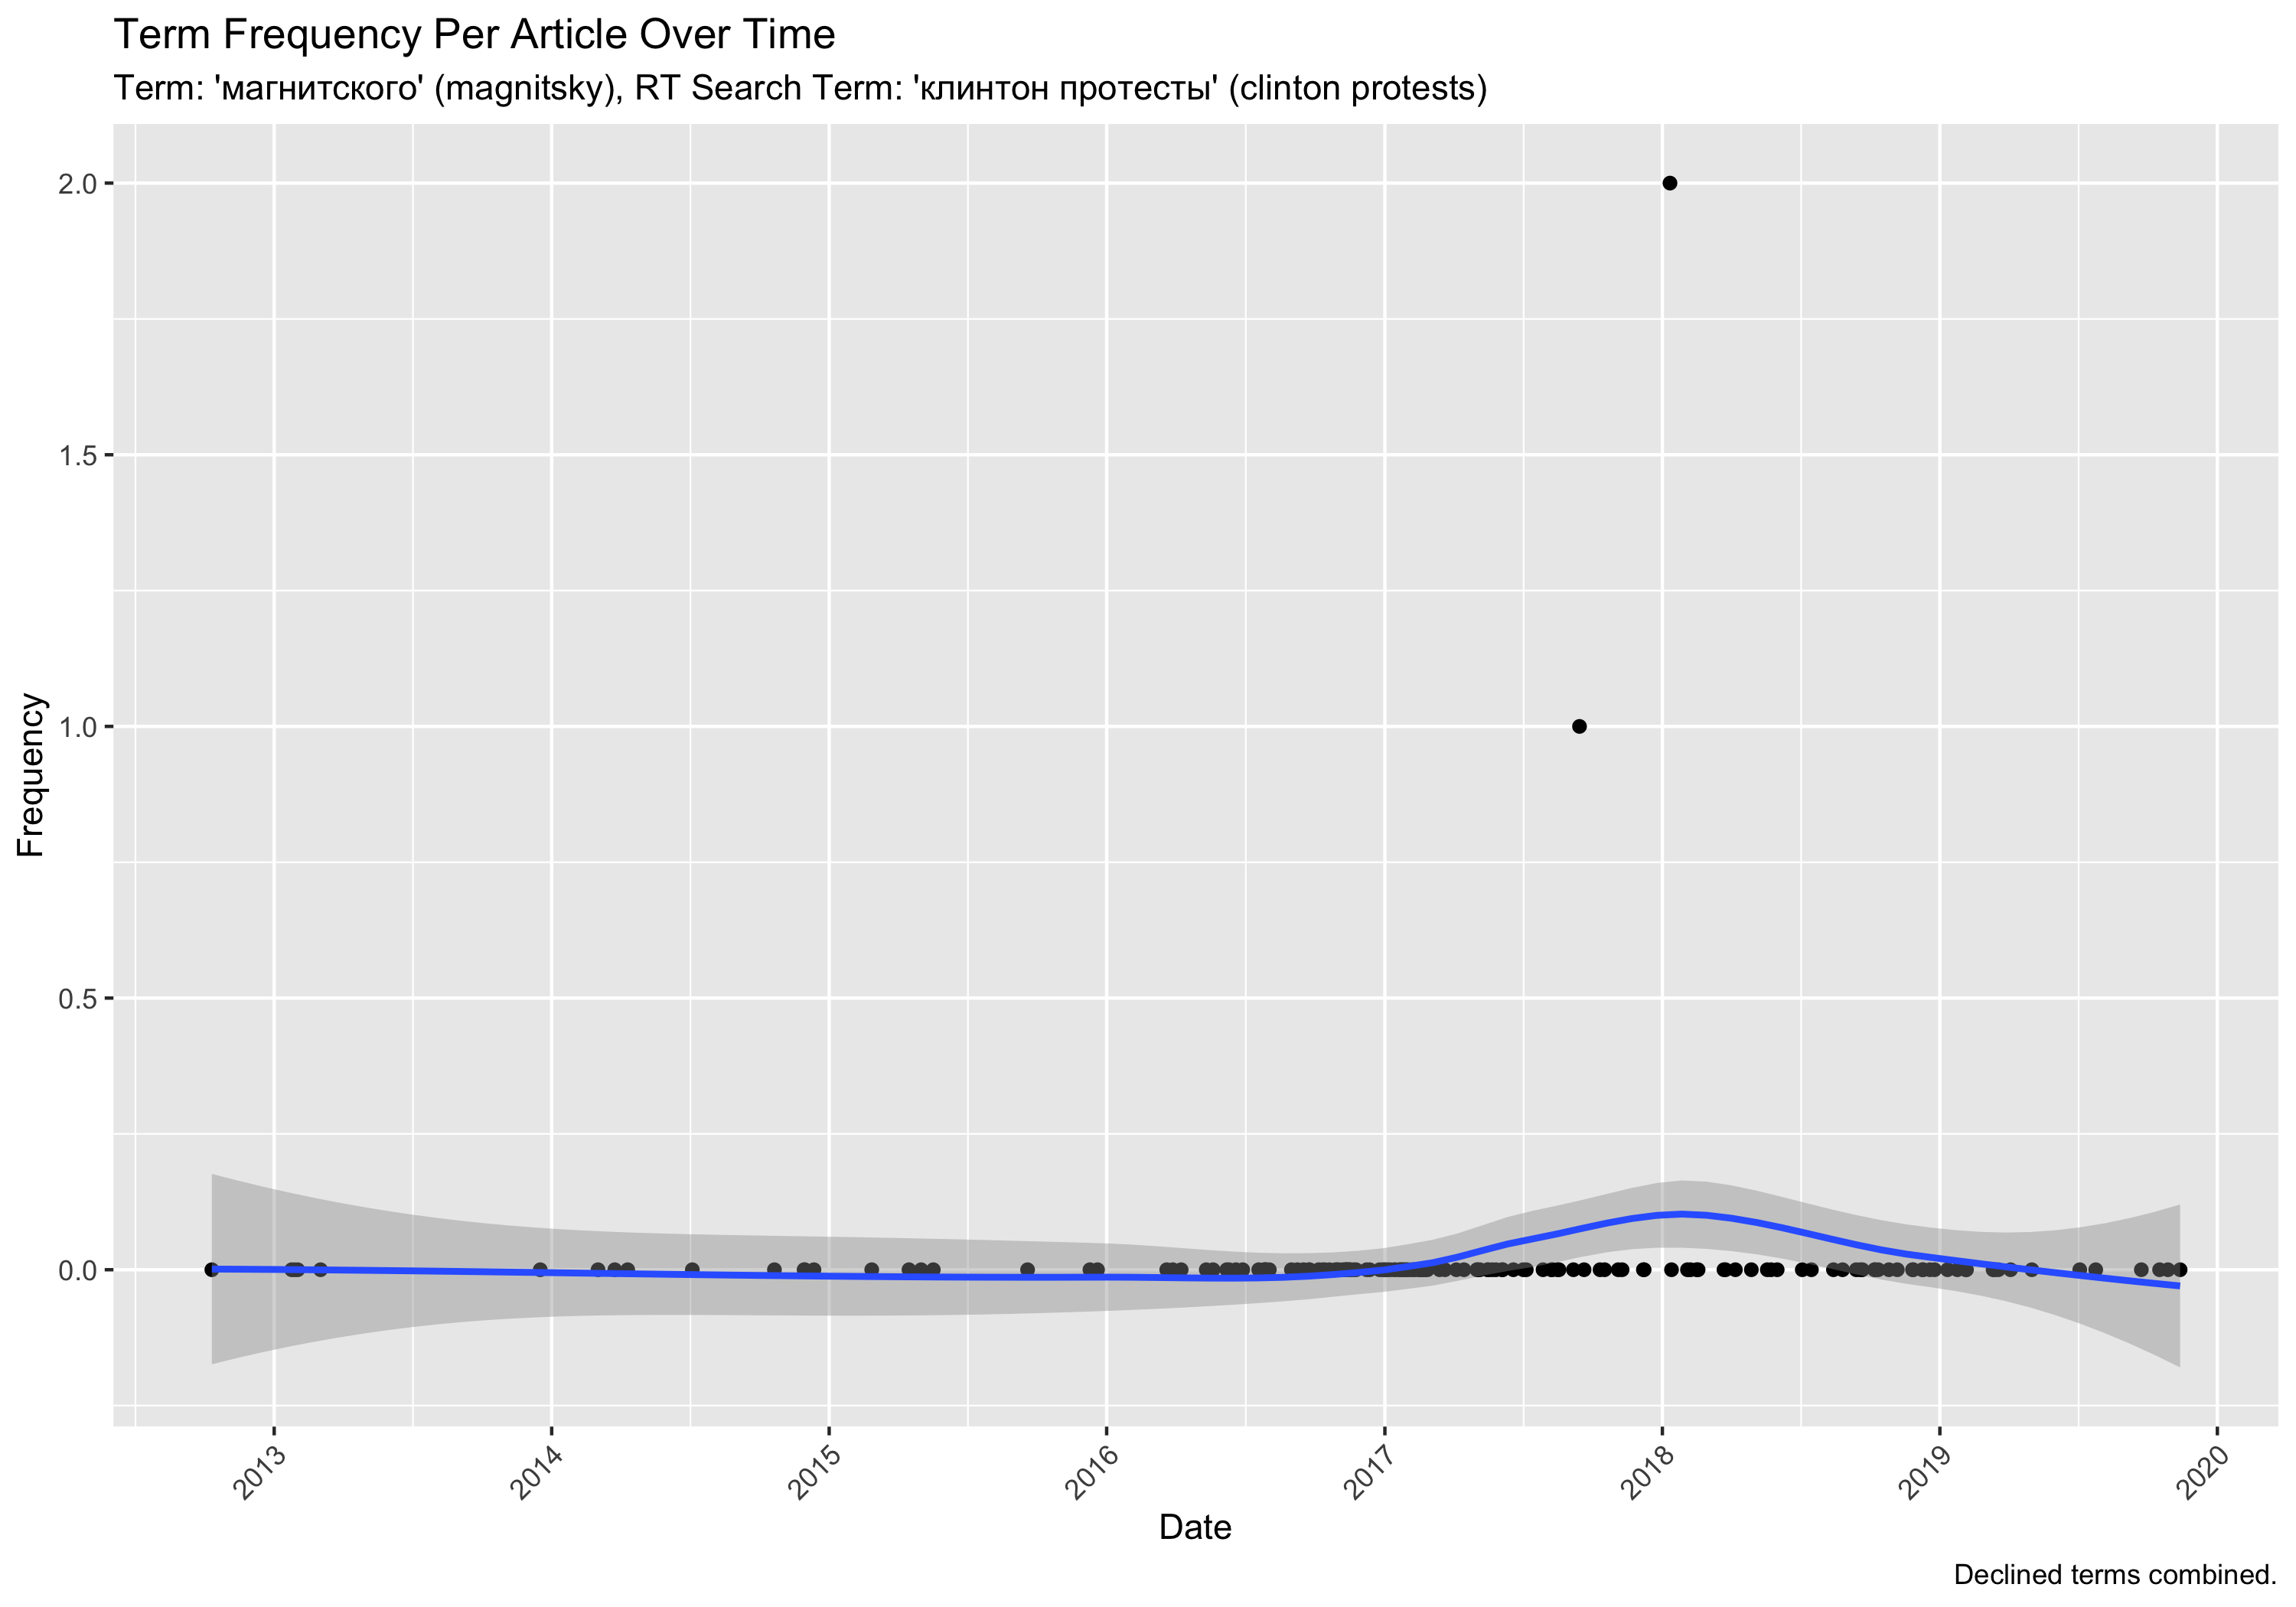 Term Frequency Per Article Over Time
Term: 'магнитского' (magnitsky), RT Search Term: 'клинтон протесты' (clinton protests)
2.0
1.5
1.0
0.5
0.0
Frequency
2013
2014
2015
2016
2017
2018
2019
2020
Date
Declined terms combined.